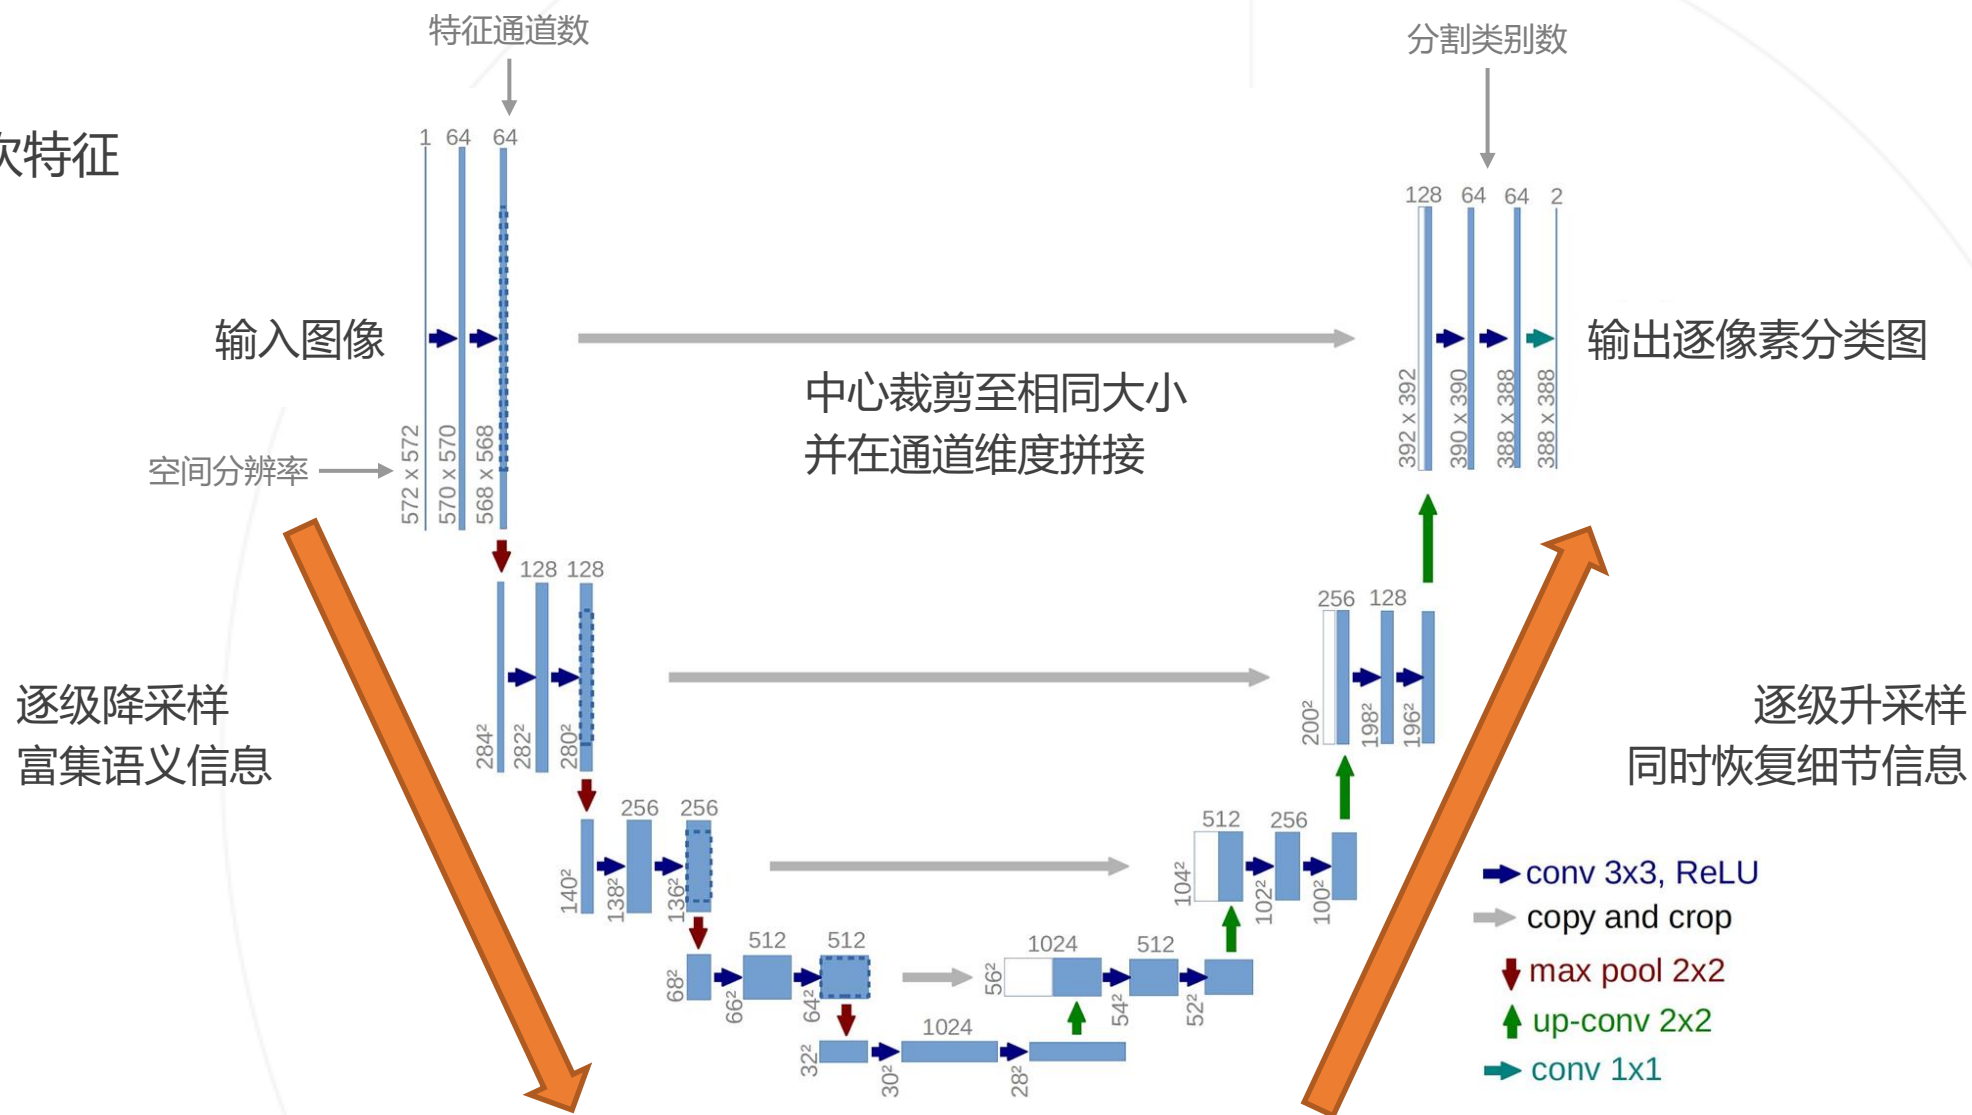 特征通道数
分割类别数
次特征
1 64 64
128 64 64 2
输入图像
输出逐像素分类图
中心裁剪至相同大小
并在通道维度拼接
空间分辨率
572 x 572
570 x 570
568 x 568
392 x 392
390 x 390
388 x 388
388 x 388
128 128
256 128
284²
282²
280²
200²
198²
196²
逐级降采样
富集语义信息
逐级升采样
同时恢复细节信息
256 256
512 256
140²
138²
136²
104²
102²
100²
512 512
1024 512
68²
66²
64²
56²
54²
52²
1024
32²
30²
28²
conv 3x3, ReLU
copy and crop
max pool 2x2
up-conv 2x2
conv 1x1